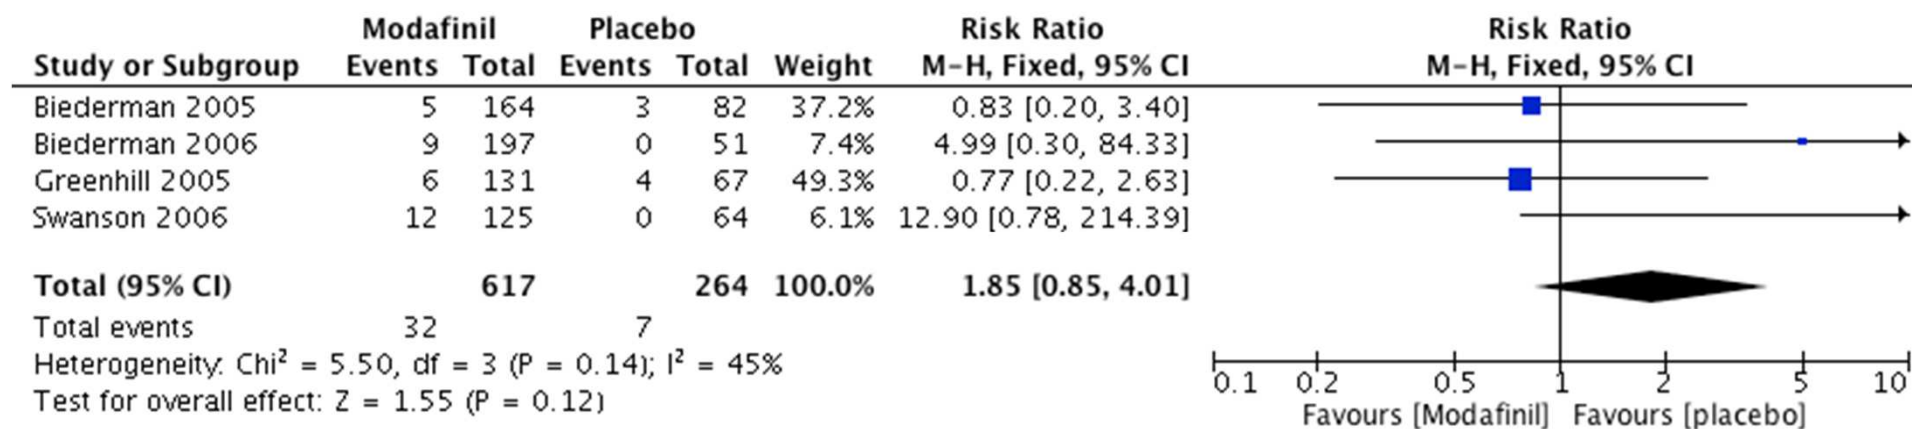 Modafinil Placebo Risk Ratio Risk Ratio
Study or Subgroup Events Total Events Total Weight M-H, Fixed, 95% CI M-H, Fixed, 95% CI
Biederman 2005 5 164 3 82 37.2% 0.83 [0.20, 3.40]
Biederman 2006 9 197 0 51 7.4% 4.99 [0.30, 84.33]
Greenhill 2005 6 131 4 67 49.3% 0.77 [0.22, 2.63]
Swanson 2006 12 125 0 64 6.1% 12.90 [0.78, 214.39]
Total (95% CI) 617 264 100.0% 1.85 [0.85, 4.01]
Total events 32 7
Heterogeneity: Chi² = 5.50, df = 3 (P = 0.14); I² = 45%
Test for overall effect: Z = 1.55 (P = 0.12)
0.1 0.2 0.5 1 2 5 10
Favours [Modafinil] Favours [placebo]